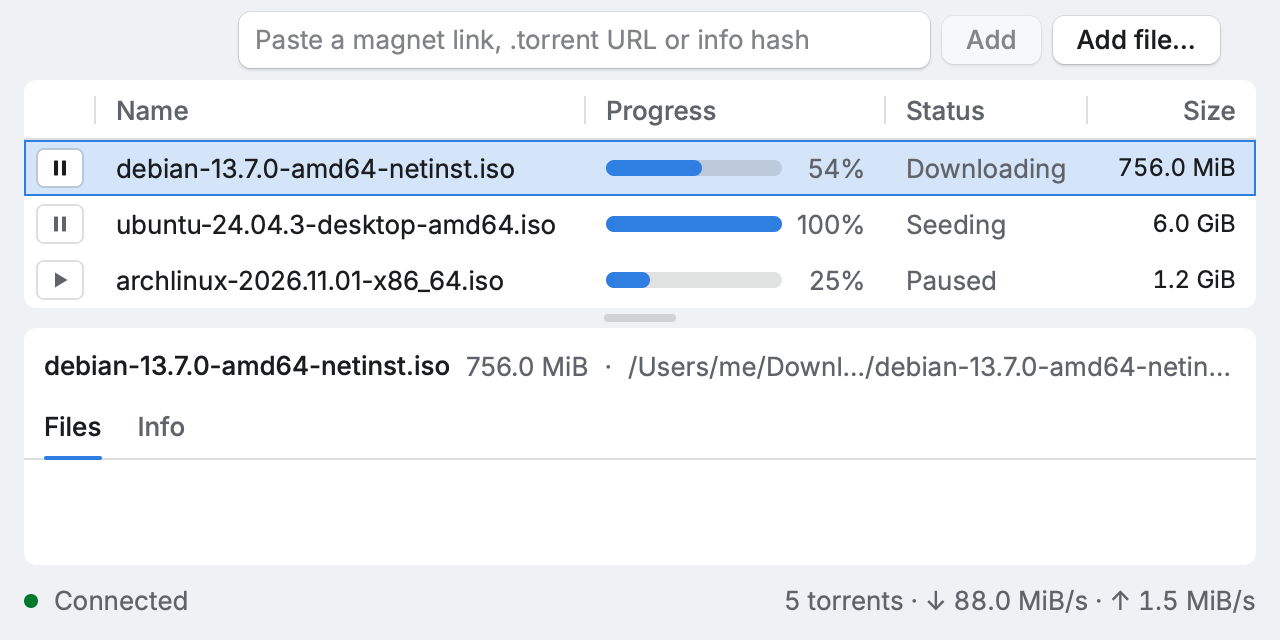 Paste a magnet link, .torrent URL or info hash Add Add file...
Name Progress Status Size
debian-13.7.0-amd64-netinst.iso 54% Downloading 756.0 MiB
ubuntu-24.04.3-desktop-amd64.iso 100% Seeding 6.0 GiB
archlinux-2026.11.01-x86_64.iso 25% Paused 1.2 GiB
debian-13.7.0-amd64-netinst.iso 756.0 MiB · /Users/me/Downl.../debian-13.7.0-amd64-netin...
Files Info
Connected 5 torrents · ↓ 88.0 MiB/s · ↑ 1.5 MiB/s